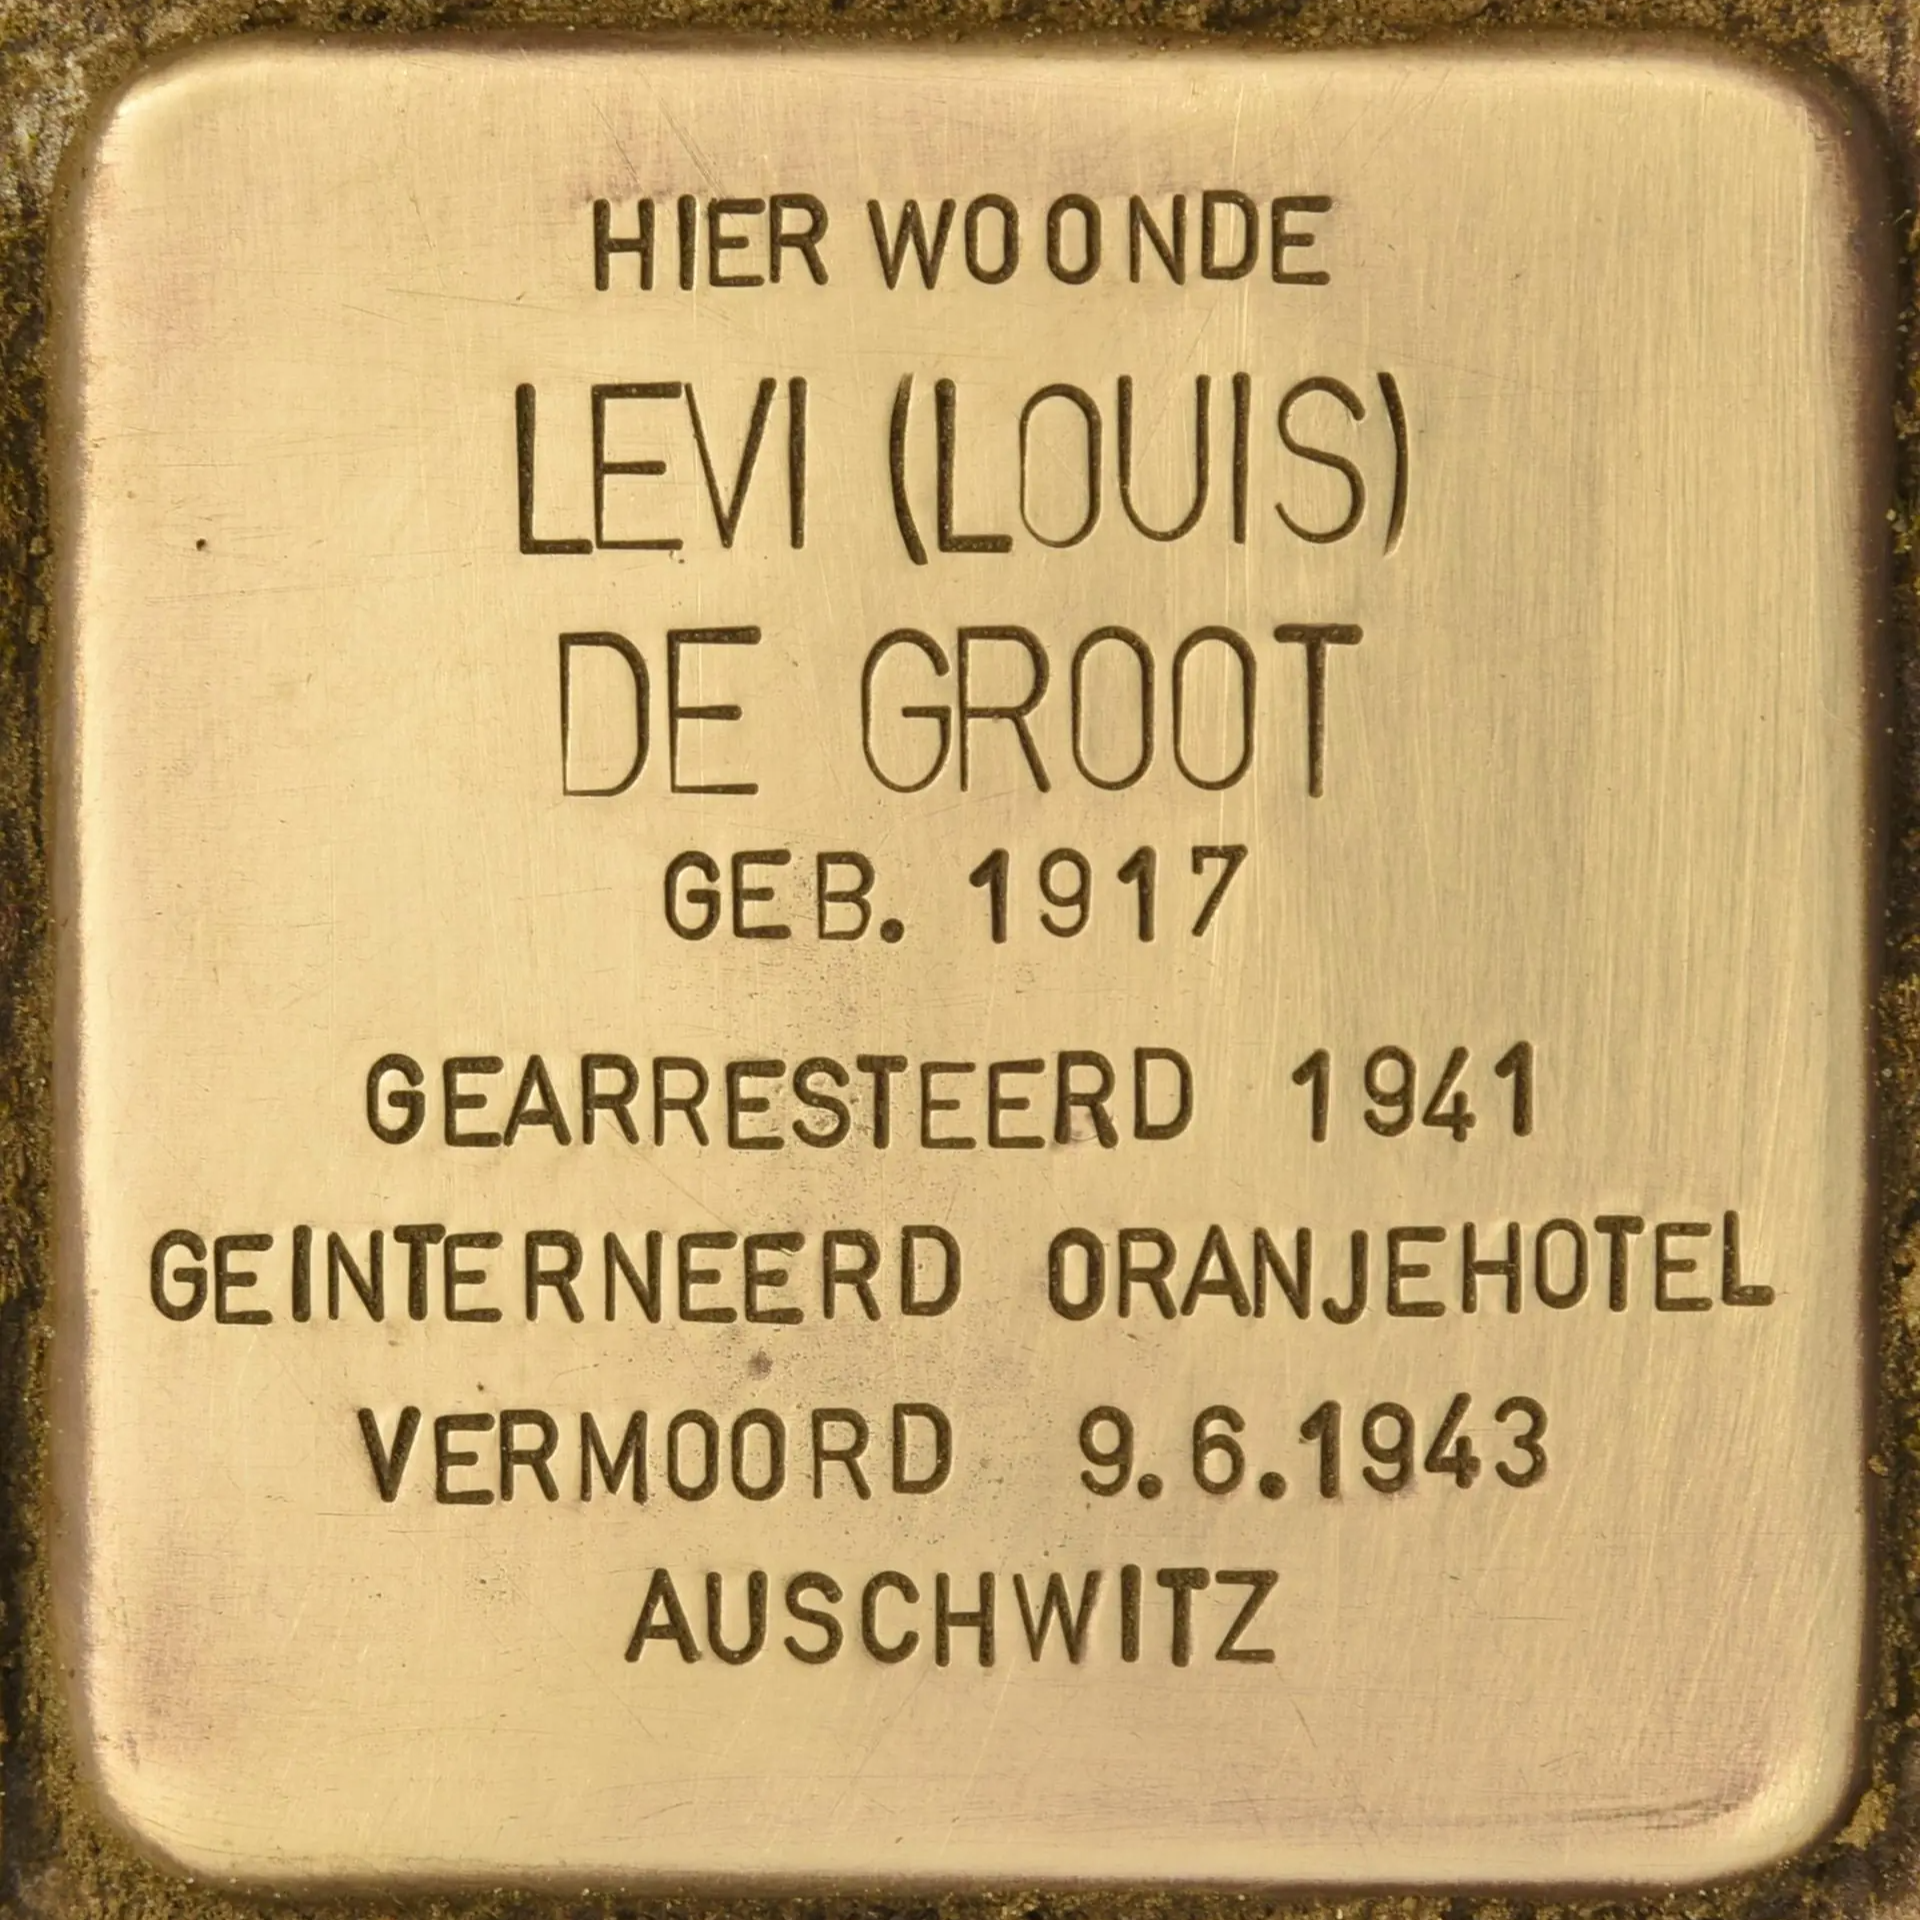 HIER WOONDE
LEVI (LOUIS)
DE GROOT
GEB. 1917
GEARRESTEERD 1941
GEINTERNEERD ORANJEHOTEL
VERMOORD 9.6.1943
AUSCHWITZ